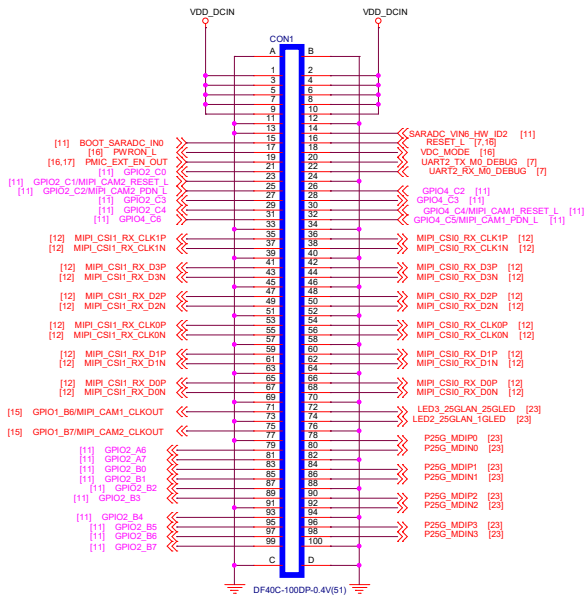 VDD_DCIN VDD_DCIN
CON1
A B
1 2
3 4
5 6
7 8
9 10
11 12
13 14 SARADC_VIN6_HW_ID2 [11]
[11] BOOT_SARADC_IN0 15 16 RESET_L [7,16]
[16] PWRON_L 17 18 VDC_MODE [16]
[16,17] PMIC_EXT_EN_OUT 19 20 UART2_TX_M0_DEBUG [7]
[11] GPIO2_C0 21 22 UART2_RX_M0_DEBUG [7]
[11] GPIO2_C1/MIPI_CAM2_RESET_L 23 24
[11] GPIO2_C2/MIPI_CAM2_PDN_L 25 26 GPIO4_C2 [11]
[11] GPIO2_C3 27 28 GPIO4_C3 [11]
[11] GPIO2_C4 29 30 GPIO4_C4/MIPI_CAM1_RESET_L [11]
[11] GPIO4_C6 31 32 GPIO4_C5/MIPI_CAM1_PDN_L [11]
33 34
[12] MIPI_CSI1_RX_CLK1P 35 36 MIPI_CSI0_RX_CLK1P [12]
[12] MIPI_CSI1_RX_CLK1N 37 38 MIPI_CSI0_RX_CLK1N [12]
39 40
[12] MIPI_CSI1_RX_D3P 41 42 MIPI_CSI0_RX_D3P [12]
[12] MIPI_CSI1_RX_D3N 43 44 MIPI_CSI0_RX_D3N [12]
45 46
[12] MIPI_CSI1_RX_D2P 47 48 MIPI_CSI0_RX_D2P [12]
[12] MIPI_CSI1_RX_D2N 49 50 MIPI_CSI0_RX_D2N [12]
51 52
[12] MIPI_CSI1_RX_CLK0P 53 54 MIPI_CSI0_RX_CLK0P [12]
[12] MIPI_CSI1_RX_CLK0N 55 56 MIPI_CSI0_RX_CLK0N [12]
57 58
[12] MIPI_CSI1_RX_D1P 59 60 MIPI_CSI0_RX_D1P [12]
[12] MIPI_CSI1_RX_D1N 61 62 MIPI_CSI0_RX_D1N [12]
63 64
[12] MIPI_CSI1_RX_D0P 65 66 MIPI_CSI0_RX_D0P [12]
[12] MIPI_CSI1_RX_D0N 67 68 MIPI_CSI0_RX_D0N [12]
69 70
[15] GPIO1_B6/MIPI_CAM1_CLKOUT 71 72 LED3_25GLAN_25GLED [23]
73 74 LED2_25GLAN_1GLED [23]
[15] GPIO1_B7/MIPI_CAM2_CLKOUT 75 76
77 78 P25G_MDIP0 [23]
[11] GPIO2_A6 79 80 P25G_MDIN0 [23]
[11] GPIO2_A7 81 82
[11] GPIO2_B0 83 84 P25G_MDIP1 [23]
[11] GPIO2_B1 85 86 P25G_MDIN1 [23]
[11] GPIO2_B2 87 88
[11] GPIO2_B3 89 90 P25G_MDIP2 [23]
91 92 P25G_MDIN2 [23]
[11] GPIO2_B4 93 94
[11] GPIO2_B5 95 96 P25G_MDIP3 [23]
[11] GPIO2_B6 97 98 P25G_MDIN3 [23]
[11] GPIO2_B7 99 100
C D
DF40C-100DP-0.4V(51)